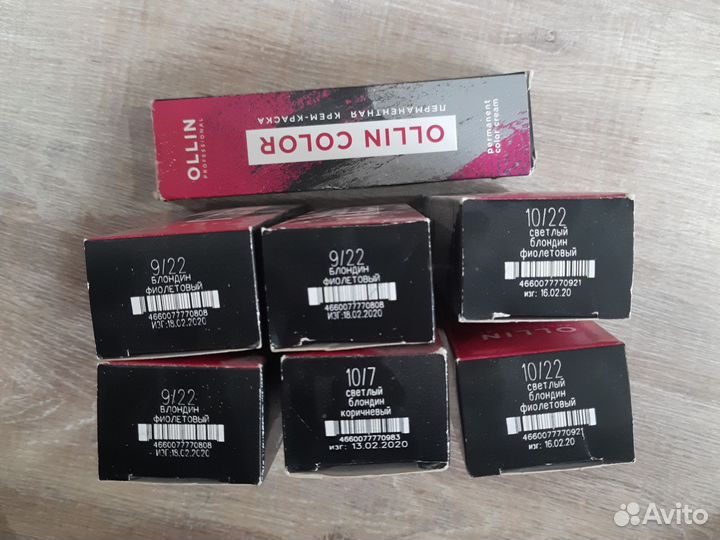 OLLIN
PROFESSIONAL
OLLIN COLOR
ПЕРМАНЕНТНАЯ КРЕМ-КРАСКА
permanent
color cream
9/22
БЛОНДИН
ФИОЛЕТОВЫЙ
4660077770808
ИЗГ:18.02.2020
9/22
БЛОНДИН
ФИОЛЕТОВЫЙ
4660077770808
ИЗГ:18.02.2020
10/22
светлый
блондин
фиолетовый
4660077770921
изг: 16.02.20
9/22
БЛОНДИН
ФИОЛЕТОВЫЙ
4660077770808
ИЗГ:18.02.2020
10/7
светлый
блондин
коричневый
4660077770983
изг: 13.02.2020
OLLIN
10/22
светлый
блондин
фиолетовый
4660077770921
изг: 16.02.20
Avito